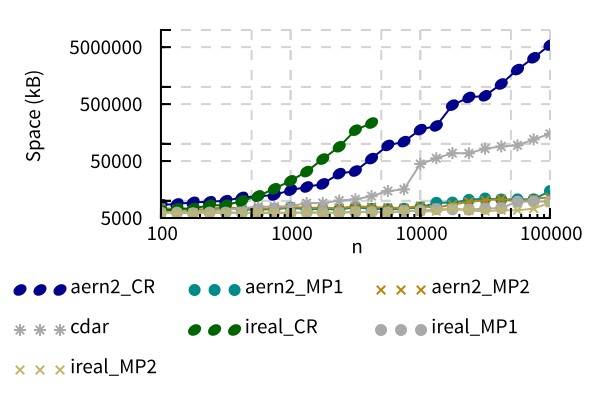 5000000
500000
50000
5000
Space (kB)
100 1000 10000 100000
n
aern2_CR aern2_MP1 aern2_MP2
cdar ireal_CR ireal_MP1
ireal_MP2